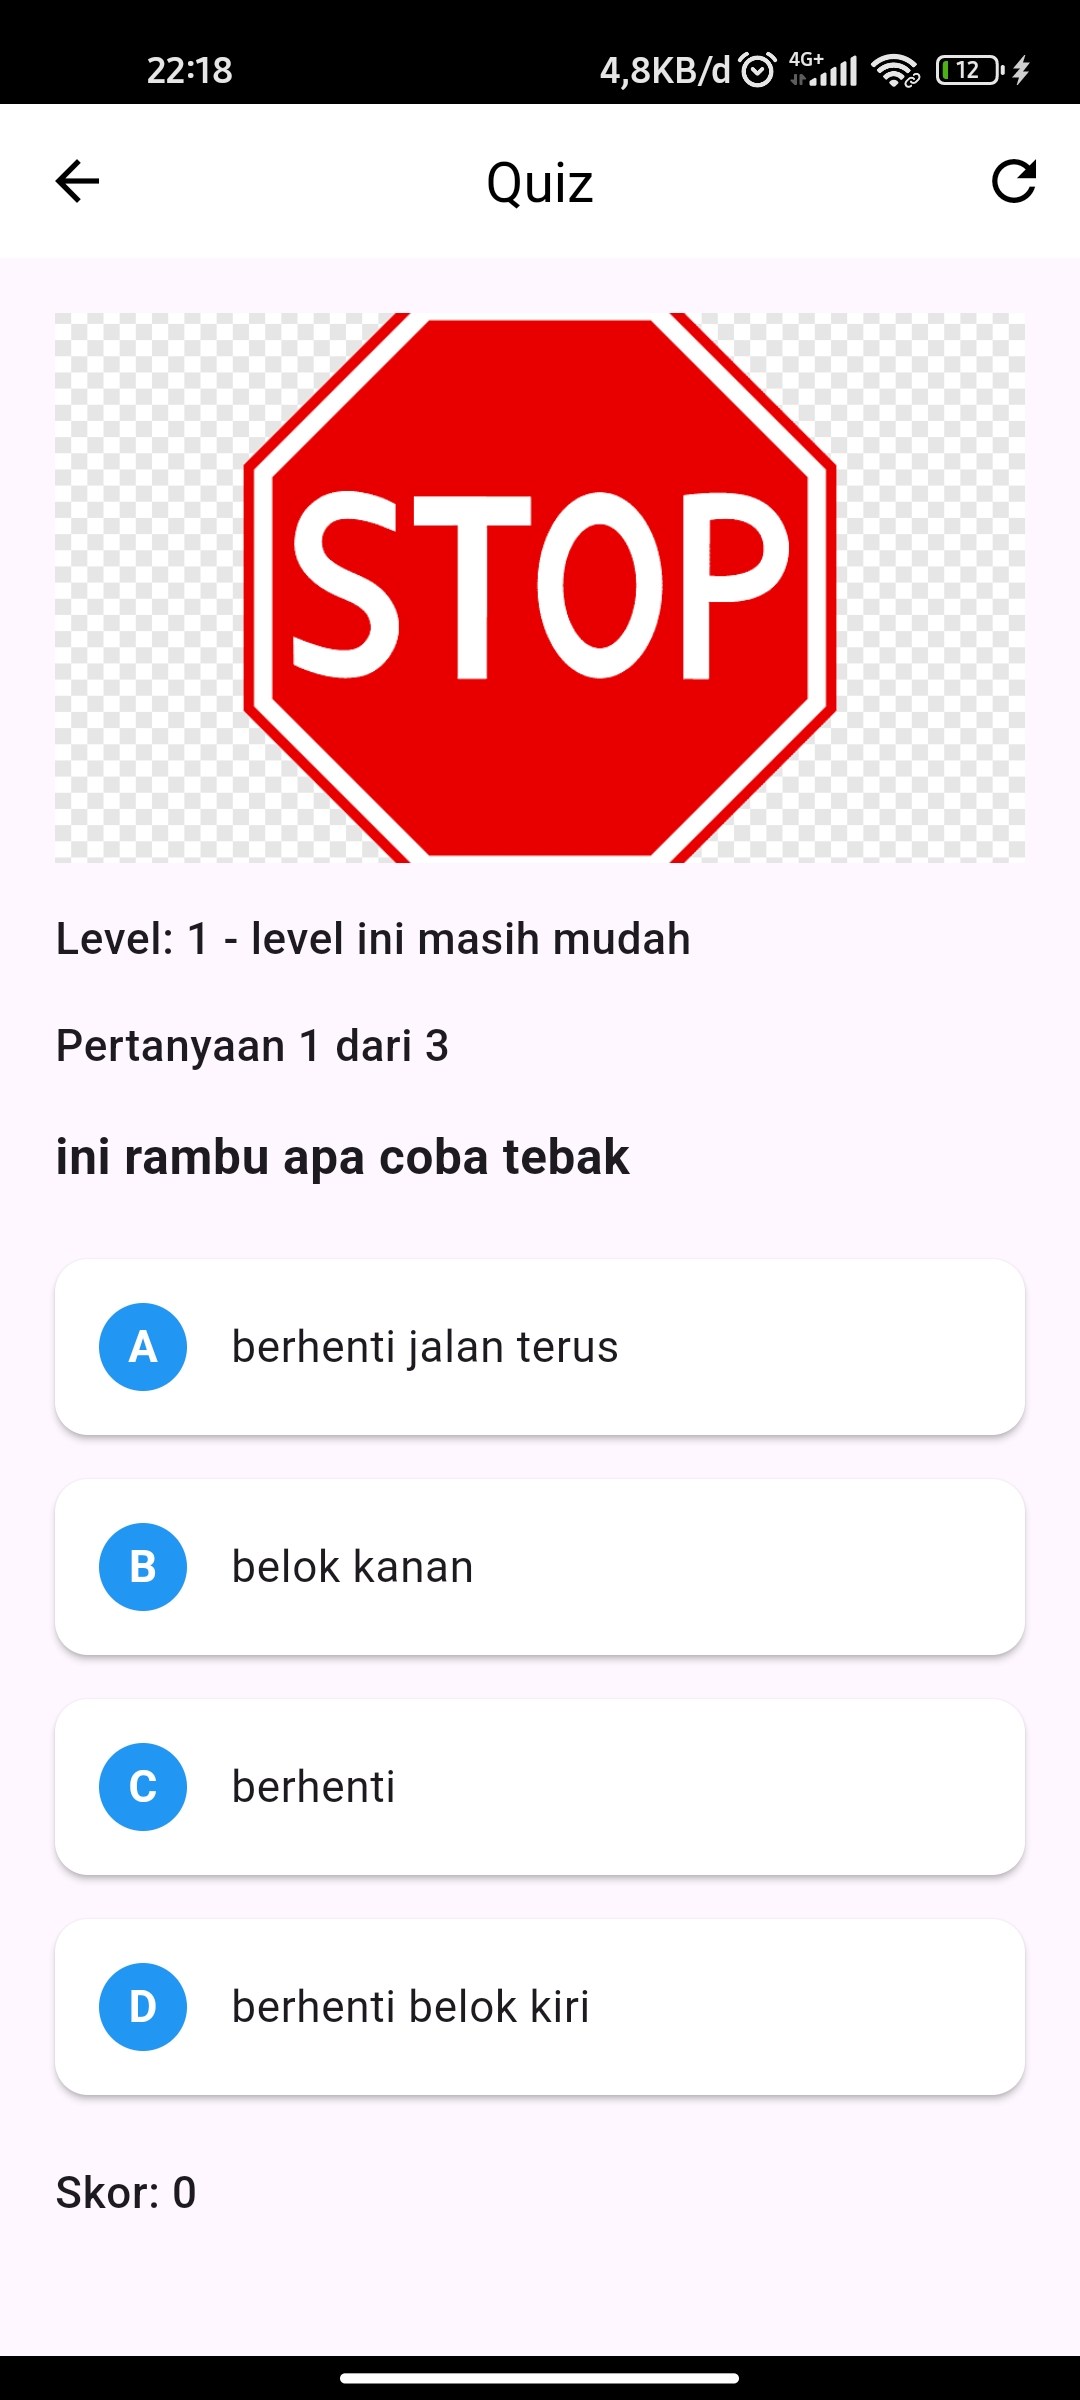 22:18
4,8KB/d 4G+ 12
Quiz
STOP
Level: 1 - level ini masih mudah
Pertanyaan 1 dari 3
ini rambu apa coba tebak
A berhenti jalan terus
B belok kanan
C berhenti
D berhenti belok kiri
Skor: 0